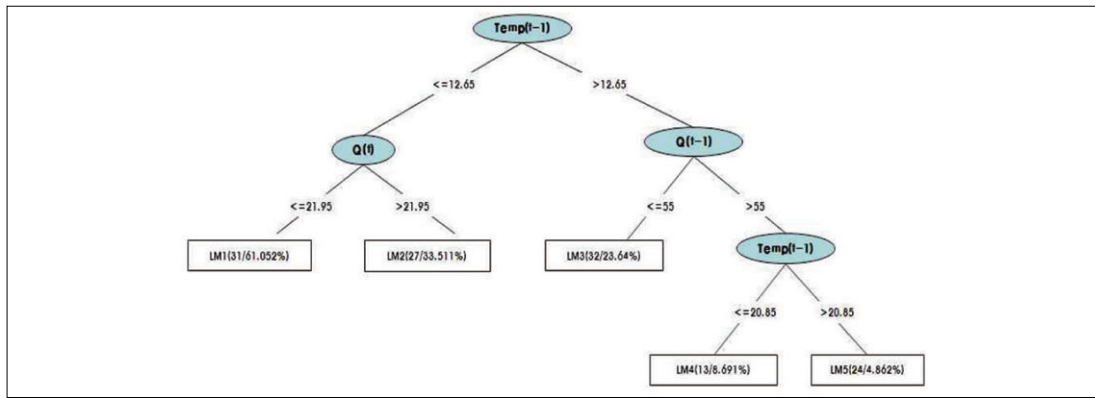 Temp(t-1)
<=12.65
>12.65
Q(t)
Q(t-1)
<=21.95
>21.95
<=55
>55
LM1(31/61.052%)
LM2(27/33.511%)
LM3(32/23.64%)
Temp(t-1)
<=20.85
>20.85
LM4(13/8.691%)
LM5(24/4.862%)